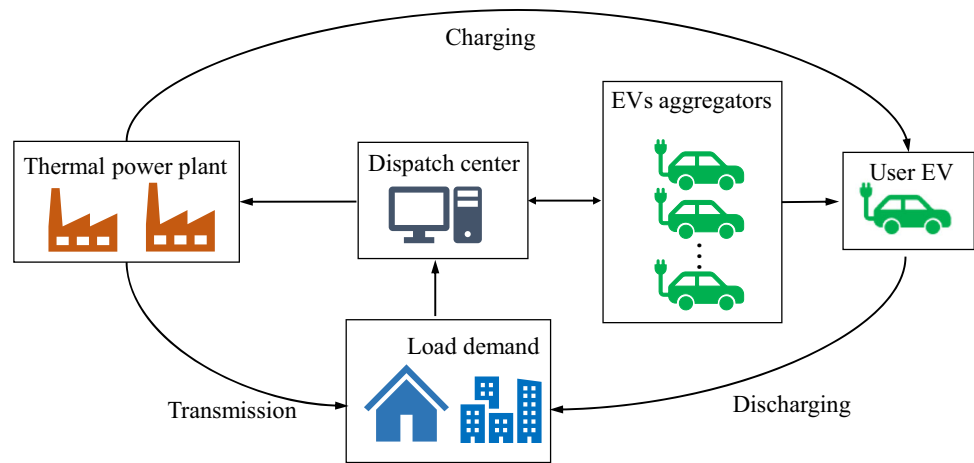 Charging
EVs aggregators
Thermal power plant
Dispatch center
User EV
Load demand
Transmission
Discharging